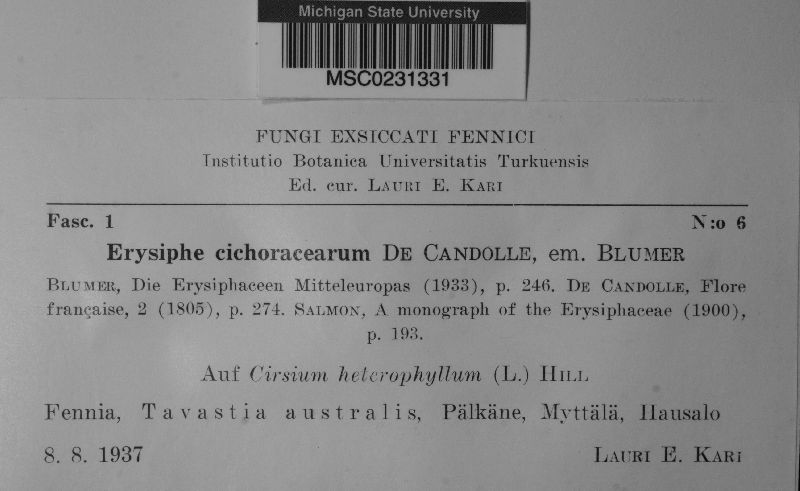 Michigan State University
MSC0231331
FUNGI EXSICCATI FENNICI
Institutio Botanica Universitatis Turkuensis
Ed. cur. LAURI E. KARI
Fasc. 1 N:o 6
Erysiphe cichoracearum DE CANDOLLE, em. BLUMER
BLUMER, Die Erysiphaceen Mitteleuropas (1933), p. 246. DE CANDOLLE, Flore
française, 2 (1805), p. 274. SALMON, A monograph of the Erysiphaceae (1900),
p. 193.
Auf Cirsium heterophyllum (L.) HILL
Fennia, Tavastia australis, Pälkäne, Myttälä, Hausalo
8. 8. 1937 LAURI E. KARI